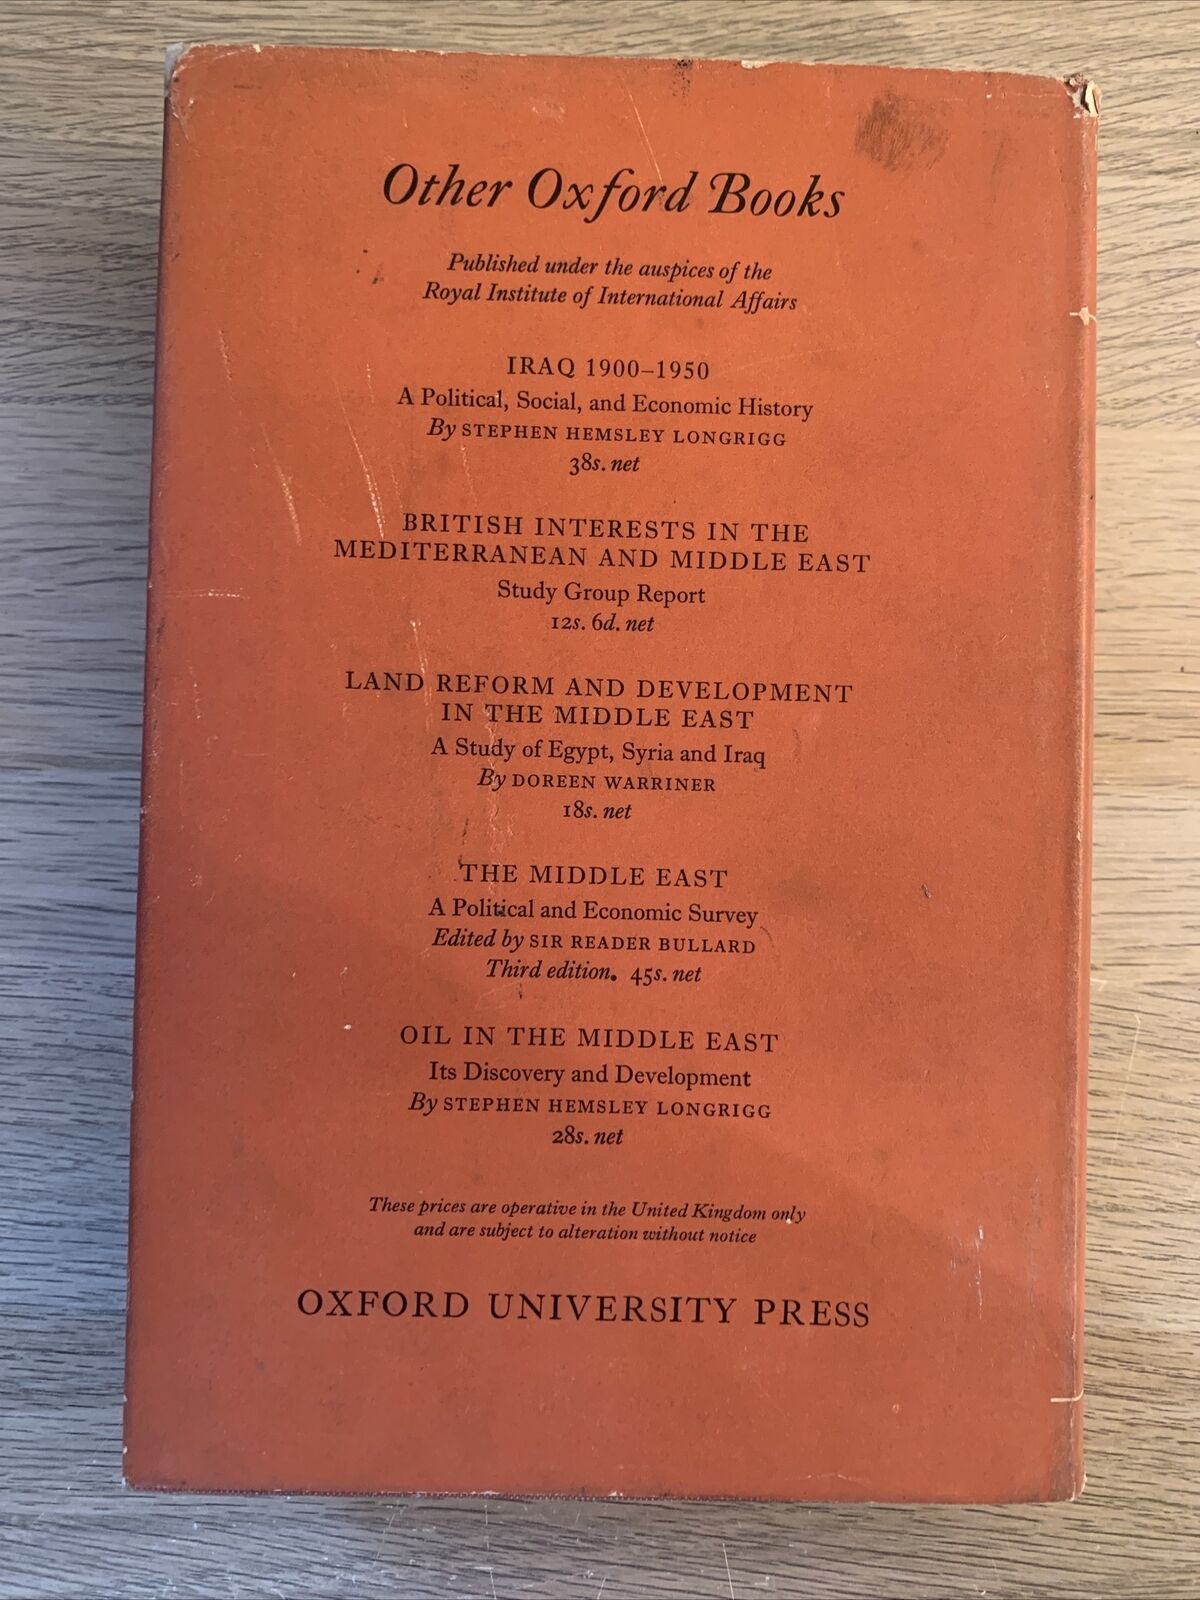 Other Oxford Books
Published under the auspices of the
Royal Institute of International Affairs
IRAQ 1900–1950
A Political, Social, and Economic History
By STEPHEN HEMSLEY LONGRIGG
38s. net
BRITISH INTERESTS IN THE
MEDITERRANEAN AND MIDDLE EAST
Study Group Report
12s. 6d. net
LAND REFORM AND DEVELOPMENT
IN THE MIDDLE EAST
A Study of Egypt, Syria and Iraq
By DOREEN WARRINER
18s. net
THE MIDDLE EAST
A Political and Economic Survey
Edited by SIR READER BULLARD
Third edition. 45s. net
OIL IN THE MIDDLE EAST
Its Discovery and Development
By STEPHEN HEMSLEY LONGRIGG
28s. net
These prices are operative in the United Kingdom only
and are subject to alteration without notice
OXFORD UNIVERSITY PRESS